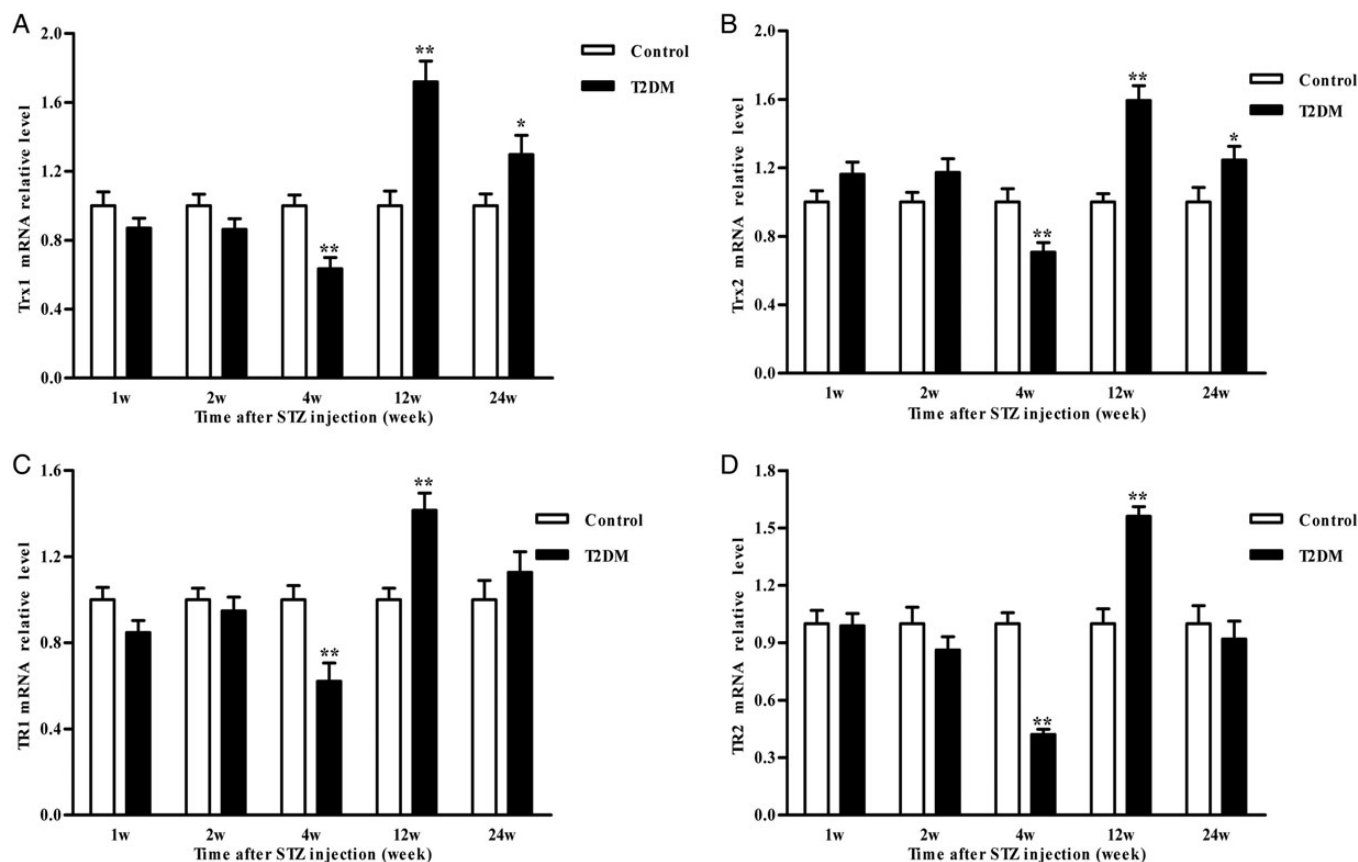 A
Trx1 mRNA relative level
2.0
1.6
1.2
0.8
0.4
0.0
**
**
*
Control
T2DM
1w 2w 4w 12w 24w
Time after STZ injection (week)
B
Trx2 mRNA relative level
2.0
1.6
1.2
0.8
0.4
0.0
**
**
*
Control
T2DM
1w 2w 4w 12w 24w
Time after STZ injection (week)
C
TR1 mRNA relative level
1.6
1.2
0.8
0.4
0.0
**
**
Control
T2DM
1w 2w 4w 12w 24w
Time after STZ injection (week)
D
TR2 mRNA relative level
1.8
1.5
1.2
0.9
0.6
0.3
0.0
**
**
Control
T2DM
1w 2w 4w 12w 24w
Time after STZ injection (week)